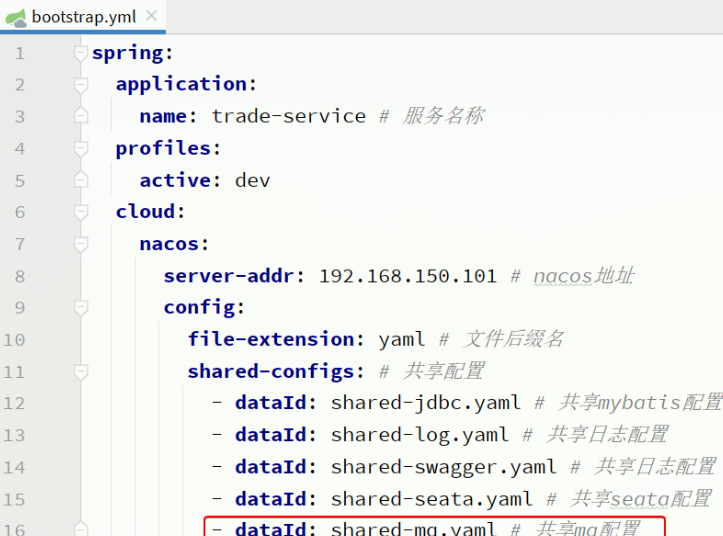 bootstrap.yml
1 spring:
2 application:
3 name: trade-service # 服务名称
4 profiles:
5 active: dev
6 cloud:
7 nacos:
8 server-addr: 192.168.150.101 # nacos地址
9 config:
10 file-extension: yaml # 文件后缀名
11 shared-configs: # 共享配置
12 - dataId: shared-jdbc.yaml # 共享mybatis配置
13 - dataId: shared-log.yaml # 共享日志配置
14 - dataId: shared-swagger.yaml # 共享日志配置
15 - dataId: shared-seata.yaml # 共享seata配置
16 - dataId: shared-mq.yaml # 共享mq配置